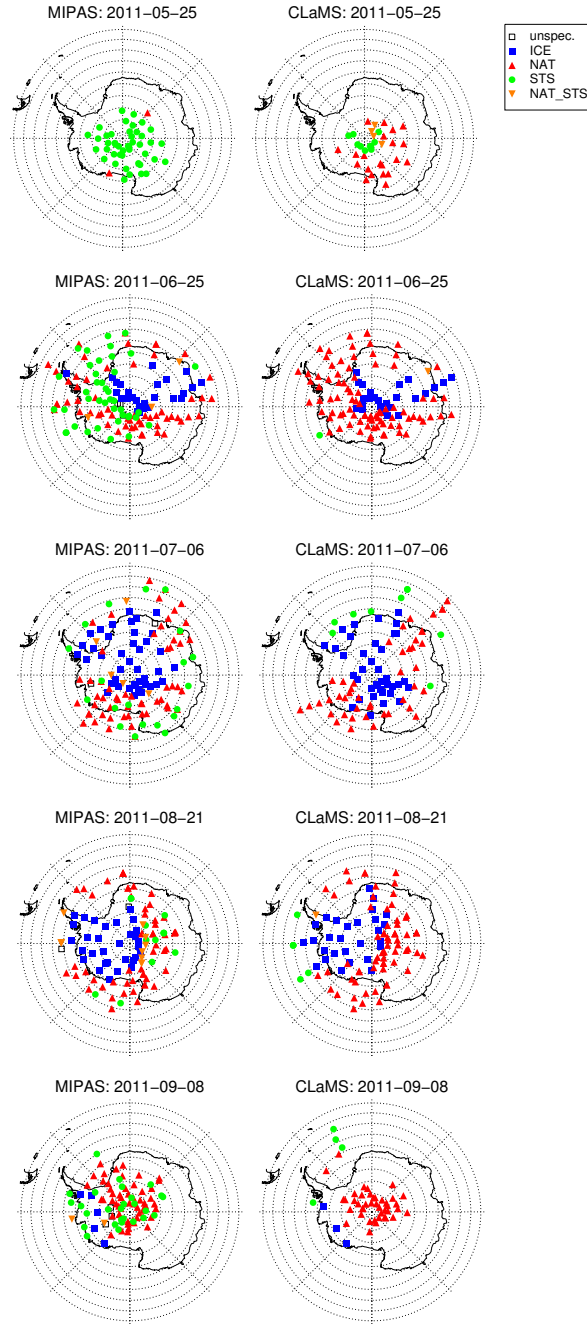 MIPAS: 2011−05−25
CLaMS: 2011−05−25
unspec.
ICE
NAT
STS
NAT_STS
MIPAS: 2011−06−25
CLaMS: 2011−06−25
MIPAS: 2011−07−06
CLaMS: 2011−07−06
MIPAS: 2011−08−21
CLaMS: 2011−08−21
MIPAS: 2011−09−08
CLaMS: 2011−09−08